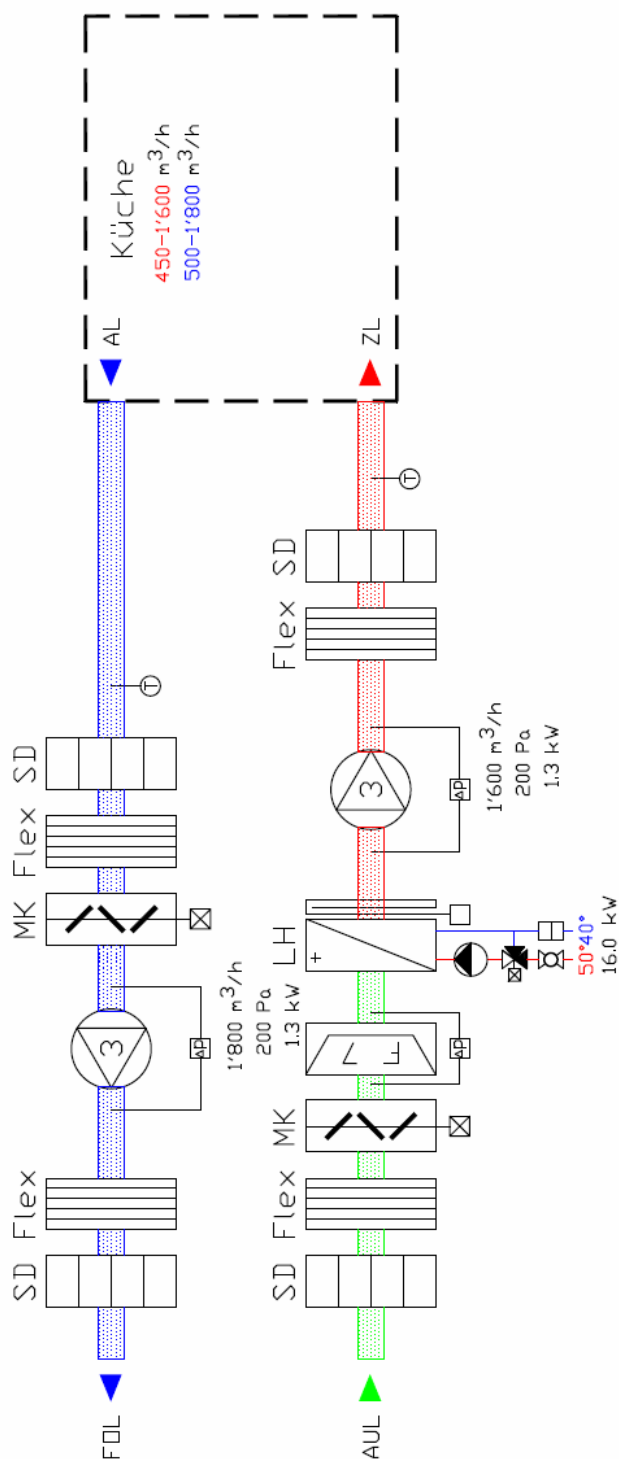 FOL
SD
Flex
3
ΔP
1'800 m³/h
200 Pa
1.3 kW
MK
Flex
SD
T
AL
Küche
450-1'600 m³/h
500-1'800 m³/h
AUL
SD
Flex
MK
F7
ΔP
LH
+
50°40°
16.0 kW
3
ΔP
1'600 m³/h
200 Pa
1.3 kW
Flex
SD
T
ZL